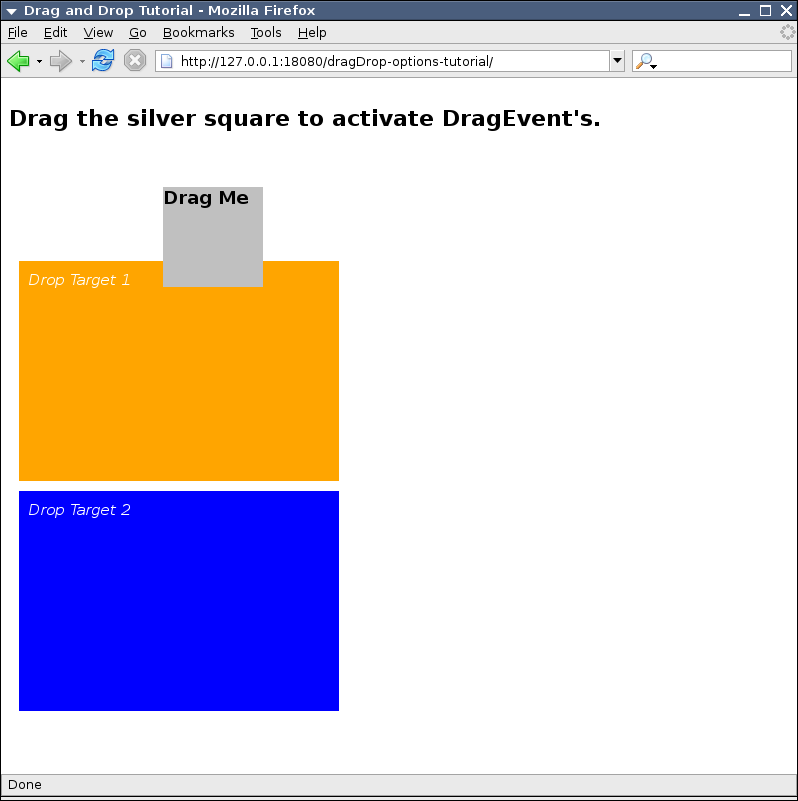 Drag and Drop Tutorial - Mozilla Firefox
File Edit View Go Bookmarks Tools Help
http://127.0.0.1:18080/dragDrop-options-tutorial/
Drag the silver square to activate DragEvent's.
Drag Me
Drop Target 1
Drop Target 2
Done